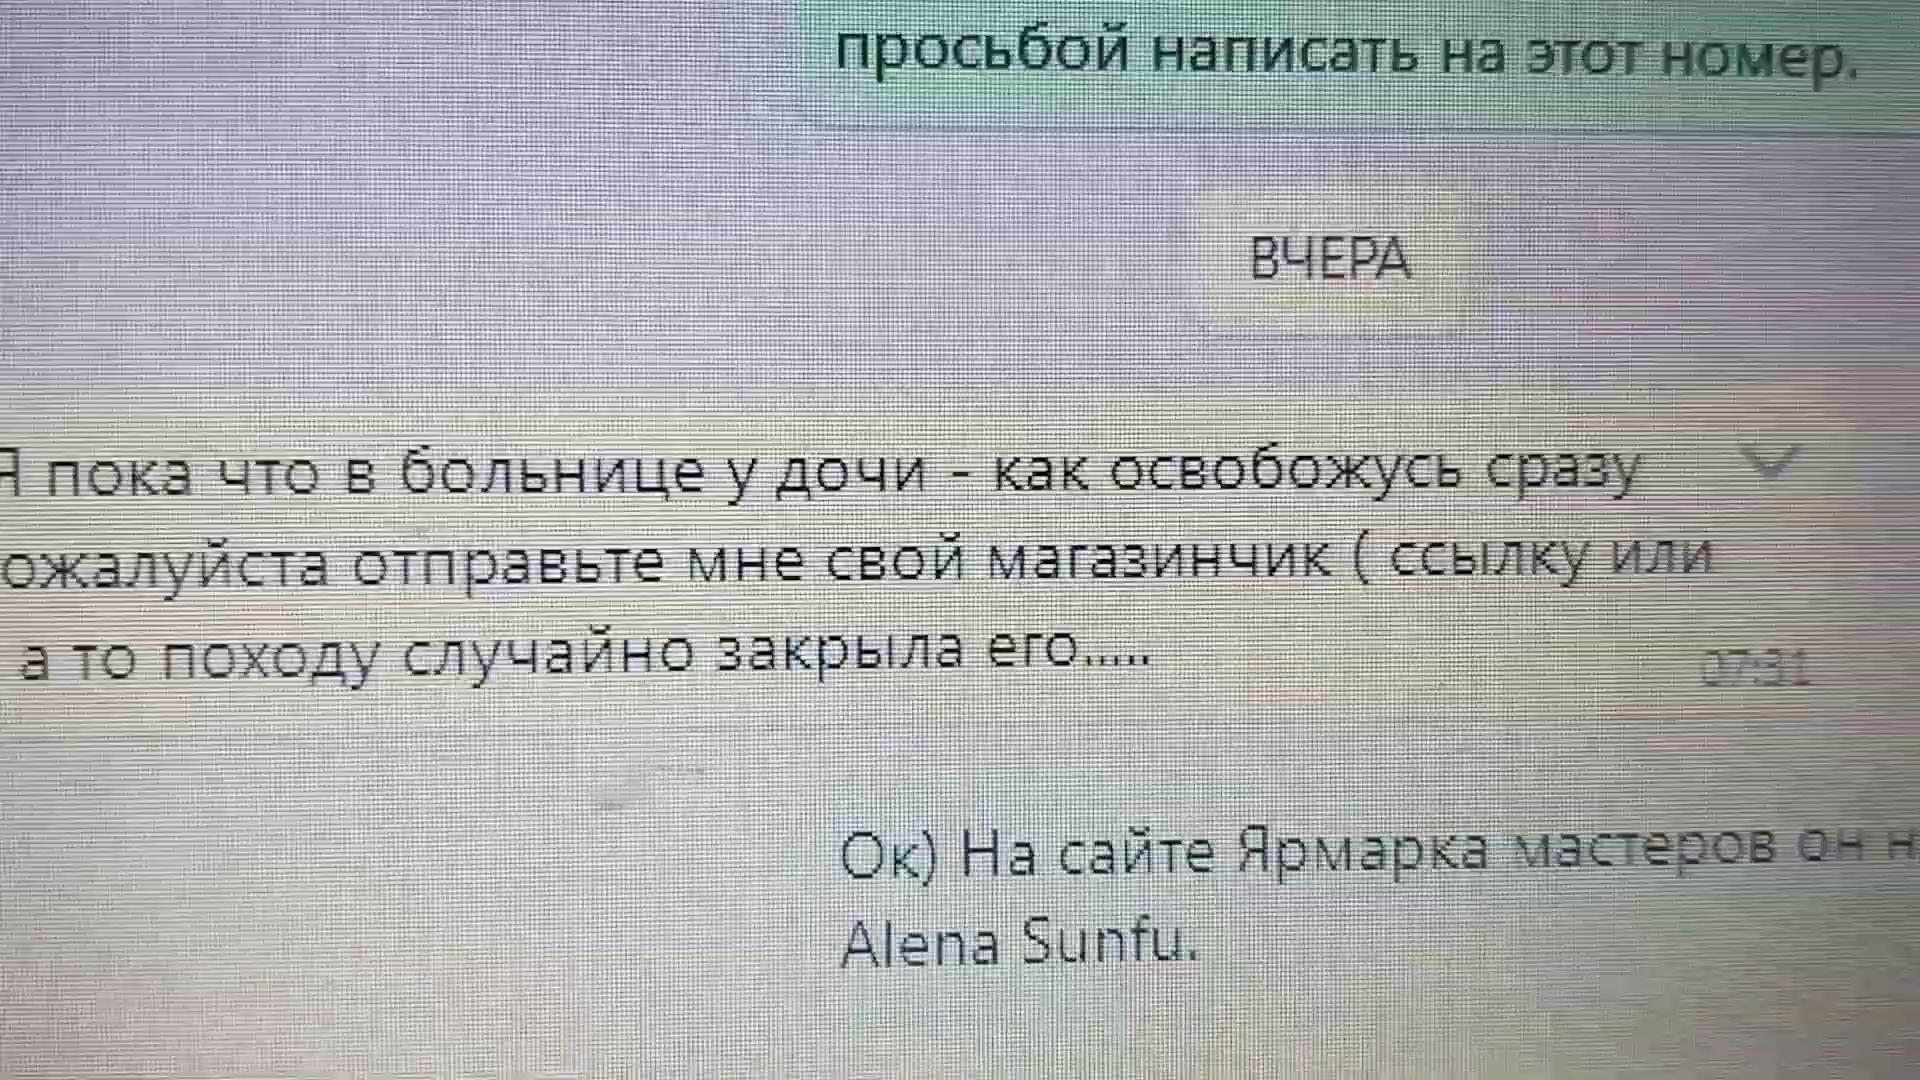 просьбой написать на этот номер.
ВЧЕРА
Я пока что в больнице у дочи - как освобожусь сразу
ожалуйста отправьте мне свой магазинчик ( ссылку или
а то походу случайно закрыла его.....
07:31
Ок) На сайте Ярмарка мастеров он н
Alena Sunfu.